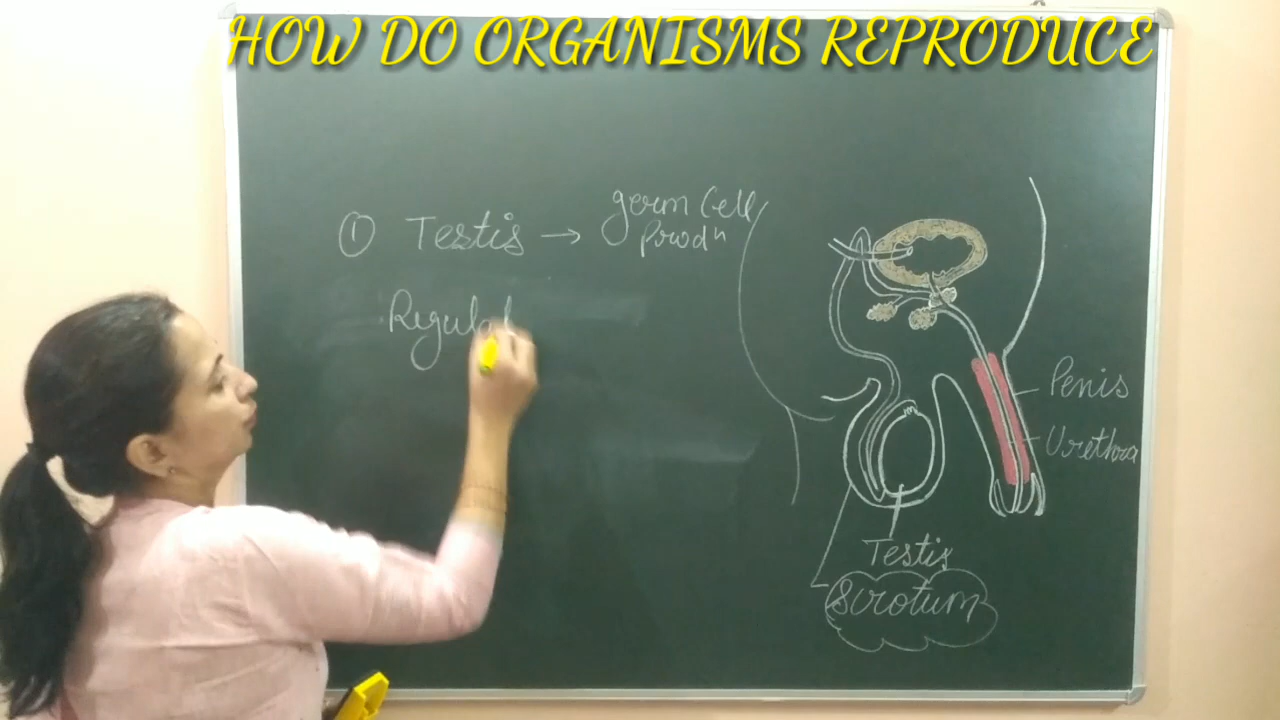 HOW DO ORGANISMS REPRODUCE
① Testis → germ Cell
Prodⁿ
Regulat
Penis
Urethra
Testis
Scrotum